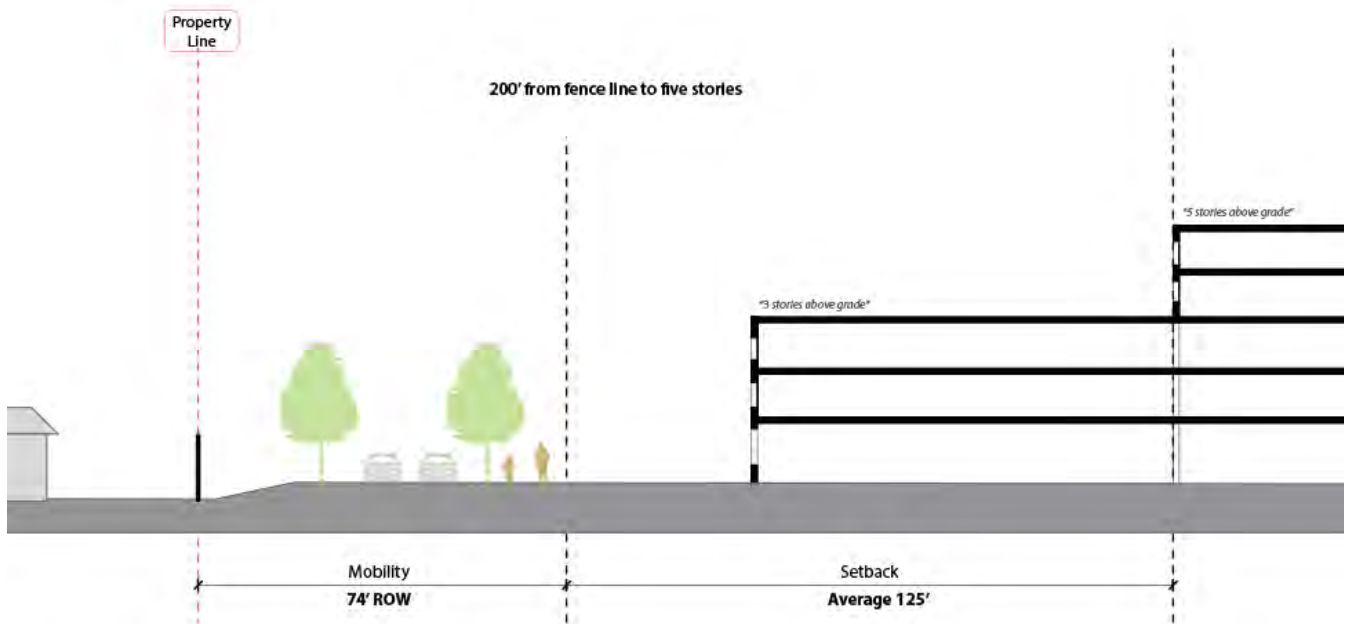 Property
Line
200' from fence line to five stories
"5 stories above grade"
"3 stories above grade"
Mobility
74' ROW
Setback
Average 125'